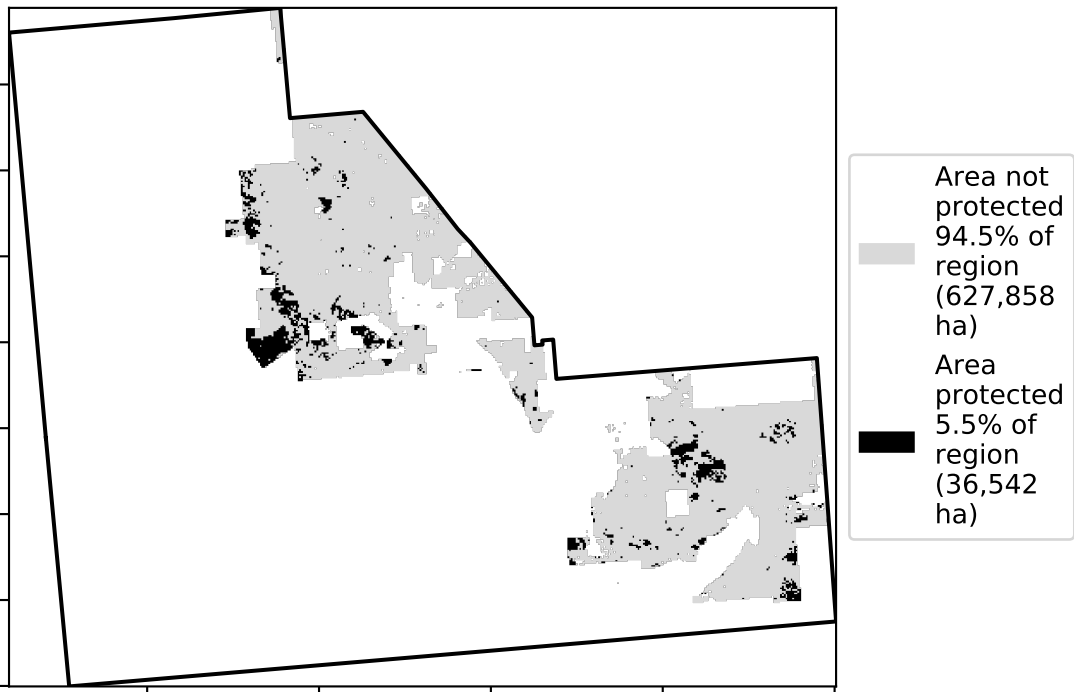 Area not
protected
94.5% of
region
(627,858
ha)
Area
protected
5.5% of
region
(36,542
ha)